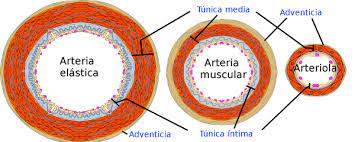 Túnica media
Adventicia
Arteria
elástica
Arteria
muscular
Arteriola
Adventicia
Túnica íntima